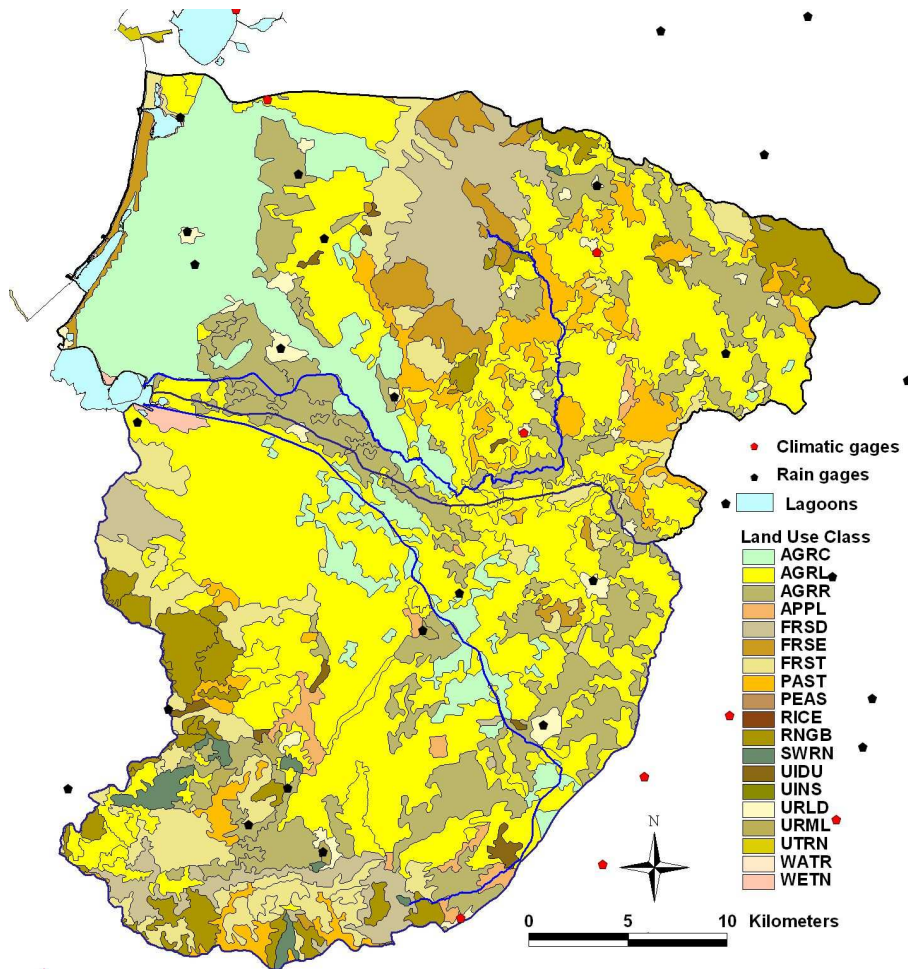 Climatic gages
Rain gages
Lagoons
Land Use Class
AGRC
AGRL
AGRR
APPL
FRSD
FRSE
FRST
PAST
PEAS
RICE
RNGB
SWRN
UIDU
UINS
URLD
URML
UTRN
WATR
WETN
N
0 5 10 Kilometers